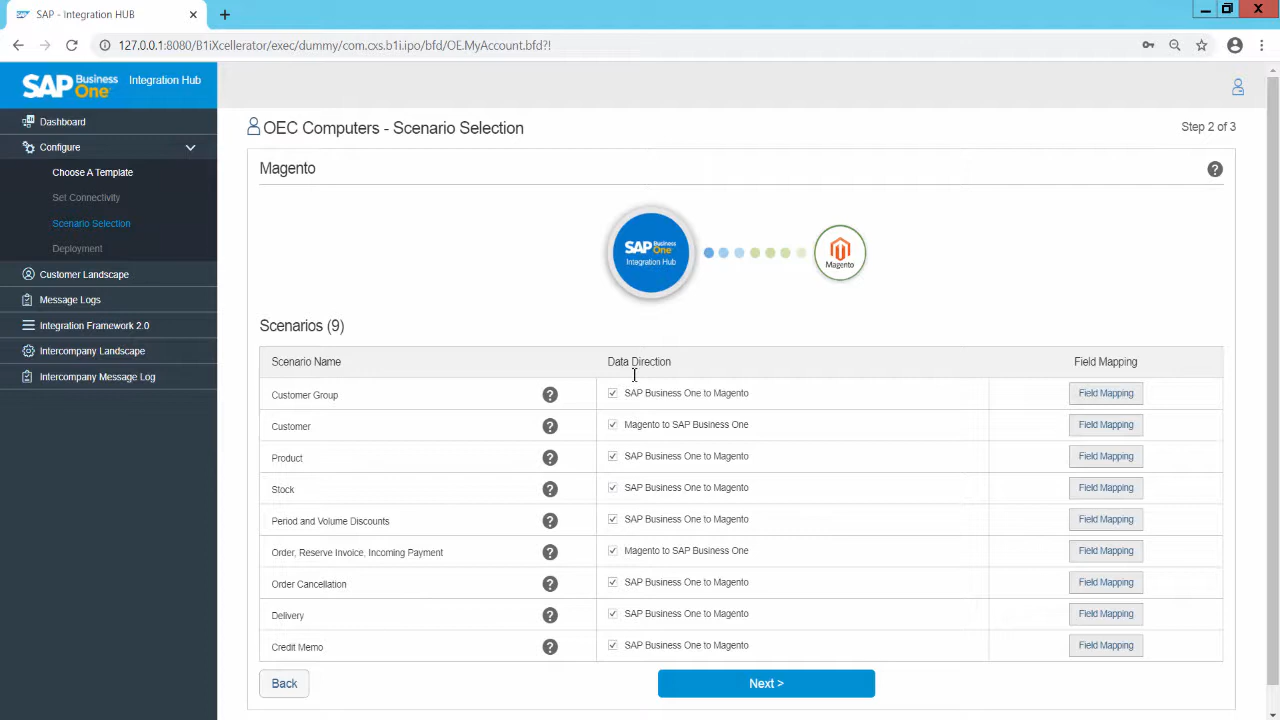 SAP - Integration HUB
127.0.0.1:8080/B1iXcellerator/exec/dummy/com.cxs.b1i.ipo/bfd/OE.MyAccount.bfd?!
SAP Business One Integration Hub
Dashboard
Configure
Choose A Template
Set Connectivity
Scenario Selection
Deployment
Customer Landscape
Message Logs
Integration Framework 2.0
Intercompany Landscape
Intercompany Message Log
OEC Computers - Scenario Selection
Step 2 of 3
Magento
SAP Business One
Integration Hub
Magento
Scenarios (9)
Scenario Name Data Direction Field Mapping
Customer Group SAP Business One to Magento Field Mapping
Customer Magento to SAP Business One Field Mapping
Product SAP Business One to Magento Field Mapping
Stock SAP Business One to Magento Field Mapping
Period and Volume Discounts SAP Business One to Magento Field Mapping
Order, Reserve Invoice, Incoming Payment Magento to SAP Business One Field Mapping
Order Cancellation SAP Business One to Magento Field Mapping
Delivery SAP Business One to Magento Field Mapping
Credit Memo SAP Business One to Magento Field Mapping
Back Next >